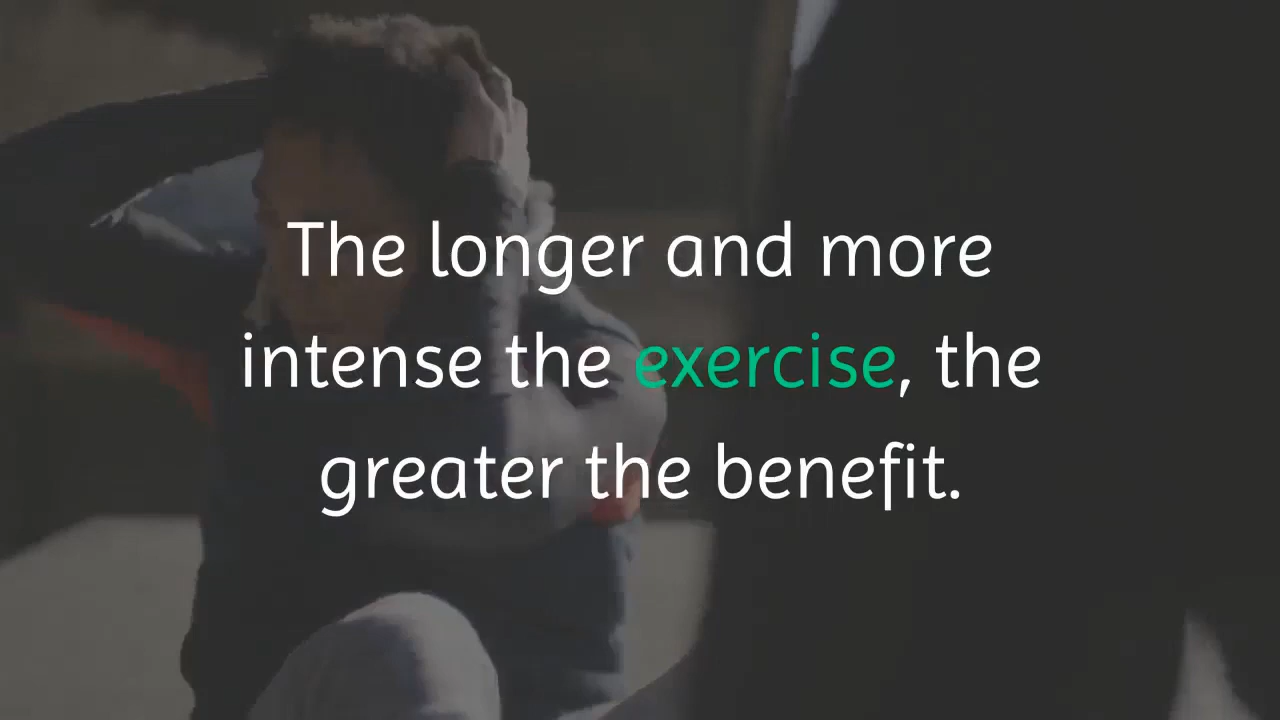 The longer and more
intense the exercise, the
greater the benefit.